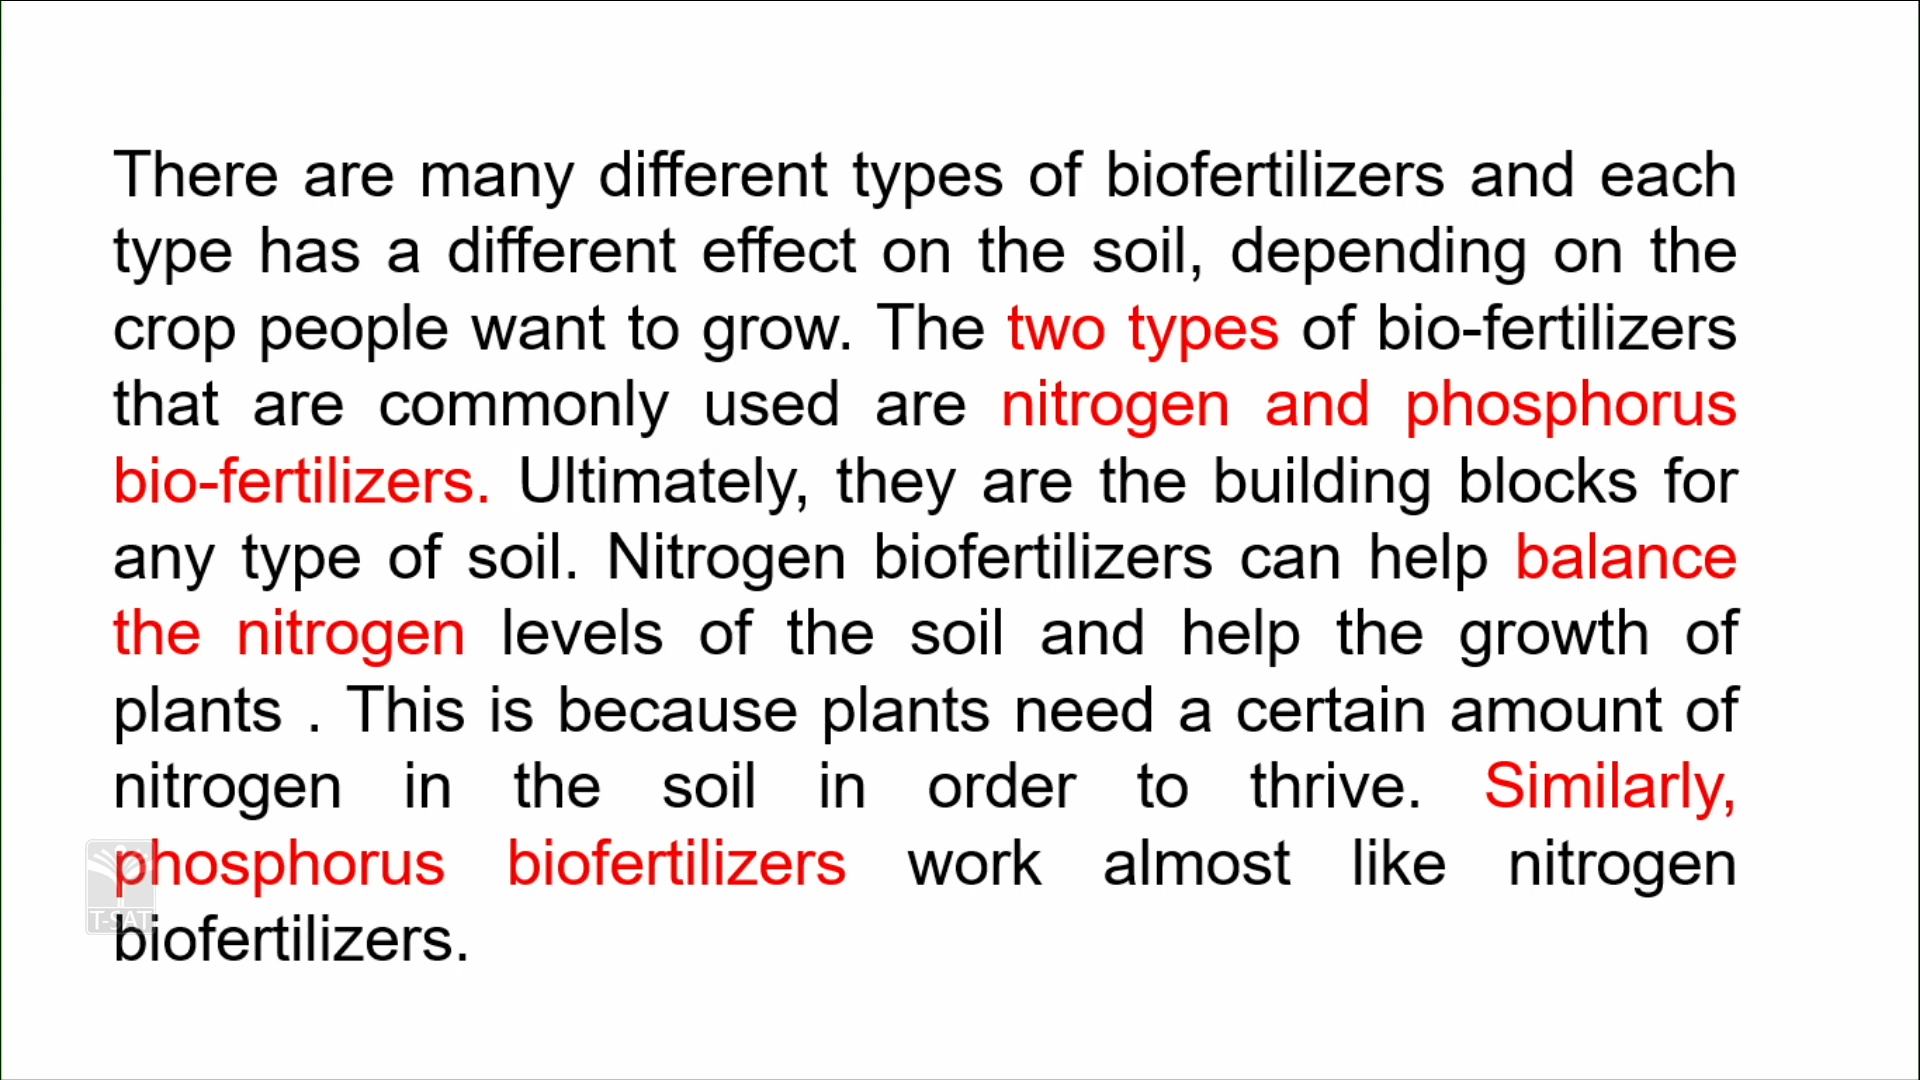 There are many different types of biofertilizers and each
type has a different effect on the soil, depending on the
crop people want to grow. The two types of bio-fertilizers
that are commonly used are nitrogen and phosphorus
bio-fertilizers. Ultimately, they are the building blocks for
any type of soil. Nitrogen biofertilizers can help balance
the nitrogen levels of the soil and help the growth of
plants . This is because plants need a certain amount of
nitrogen in the soil in order to thrive. Similarly,
phosphorus biofertilizers work almost like nitrogen
T-SAT
biofertilizers.